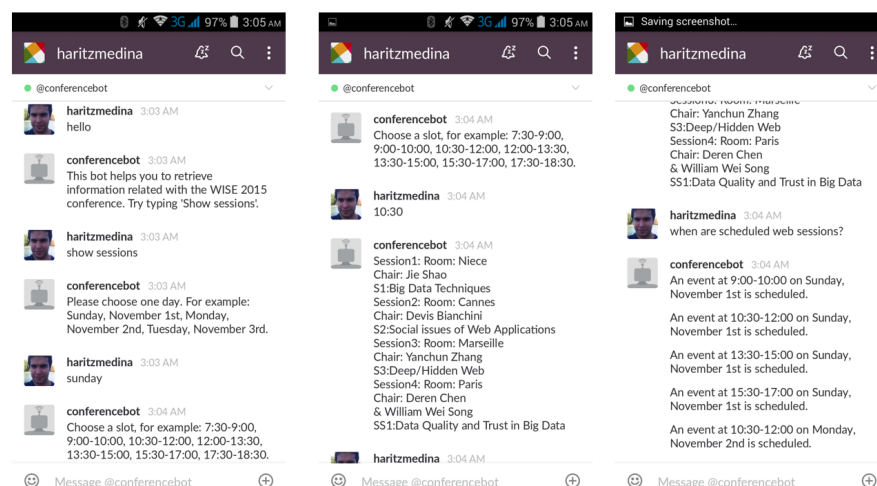 3G 97% 3:05 AM
haritzmedina
@conferencebot
haritzmedina 3:03 AM
hello
conferencebot 3:03 AM
This bot helps you to retrieve
information related with the WISE 2015
conference. Try typing 'Show sessions'.
haritzmedina 3:03 AM
show sessions
conferencebot 3:03 AM
Please choose one day. For example:
Sunday, November 1st, Monday,
November 2nd, Tuesday, November 3rd.
haritzmedina 3:03 AM
sunday
conferencebot 3:04 AM
Choose a slot, for example: 7:30-9:00,
9:00-10:00, 10:30-12:00, 12:00-13:30,
13:30-15:00, 15:30-17:00, 17:30-18:30.
Message @conferencebot
3G 97% 3:05 AM
haritzmedina
@conferencebot
conferencebot 3:04 AM
Choose a slot, for example: 7:30-9:00,
9:00-10:00, 10:30-12:00, 12:00-13:30,
13:30-15:00, 15:30-17:00, 17:30-18:30.
haritzmedina 3:04 AM
10:30
conferencebot 3:04 AM
Session1: Room: Niece
Chair: Jie Shao
S1:Big Data Techniques
Session2: Room: Cannes
Chair: Devis Bianchini
S2:Social issues of Web Applications
Session3: Room: Marseille
Chair: Yanchun Zhang
S3:Deep/Hidden Web
Session4: Room: Paris
Chair: Deren Chen
& William Wei Song
SS1:Data Quality and Trust in Big Data
haritzmedina 3:04 AM
Message @conferencebot
Saving screenshot...
haritzmedina
@conferencebot
Session3: Room: Marseille
Chair: Yanchun Zhang
S3:Deep/Hidden Web
Session4: Room: Paris
Chair: Deren Chen
& William Wei Song
SS1:Data Quality and Trust in Big Data
haritzmedina 3:04 AM
when are scheduled web sessions?
conferencebot 3:04 AM
An event at 9:00-10:00 on Sunday,
November 1st is scheduled.
An event at 10:30-12:00 on Sunday,
November 1st is scheduled.
An event at 13:30-15:00 on Sunday,
November 1st is scheduled.
An event at 15:30-17:00 on Sunday,
November 1st is scheduled.
An event at 10:30-12:00 on Monday,
November 2nd is scheduled.
Message @conferencebot